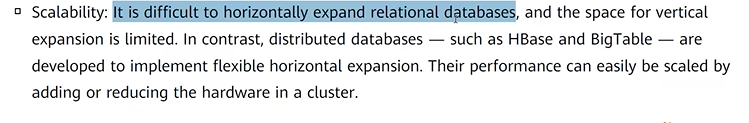 Scalability: It is difficult to horizontally expand relational databases, and the space for vertical
expansion is limited. In contrast, distributed databases — such as HBase and BigTable — are
developed to implement flexible horizontal expansion. Their performance can easily be scaled by
adding or reducing the hardware in a cluster.